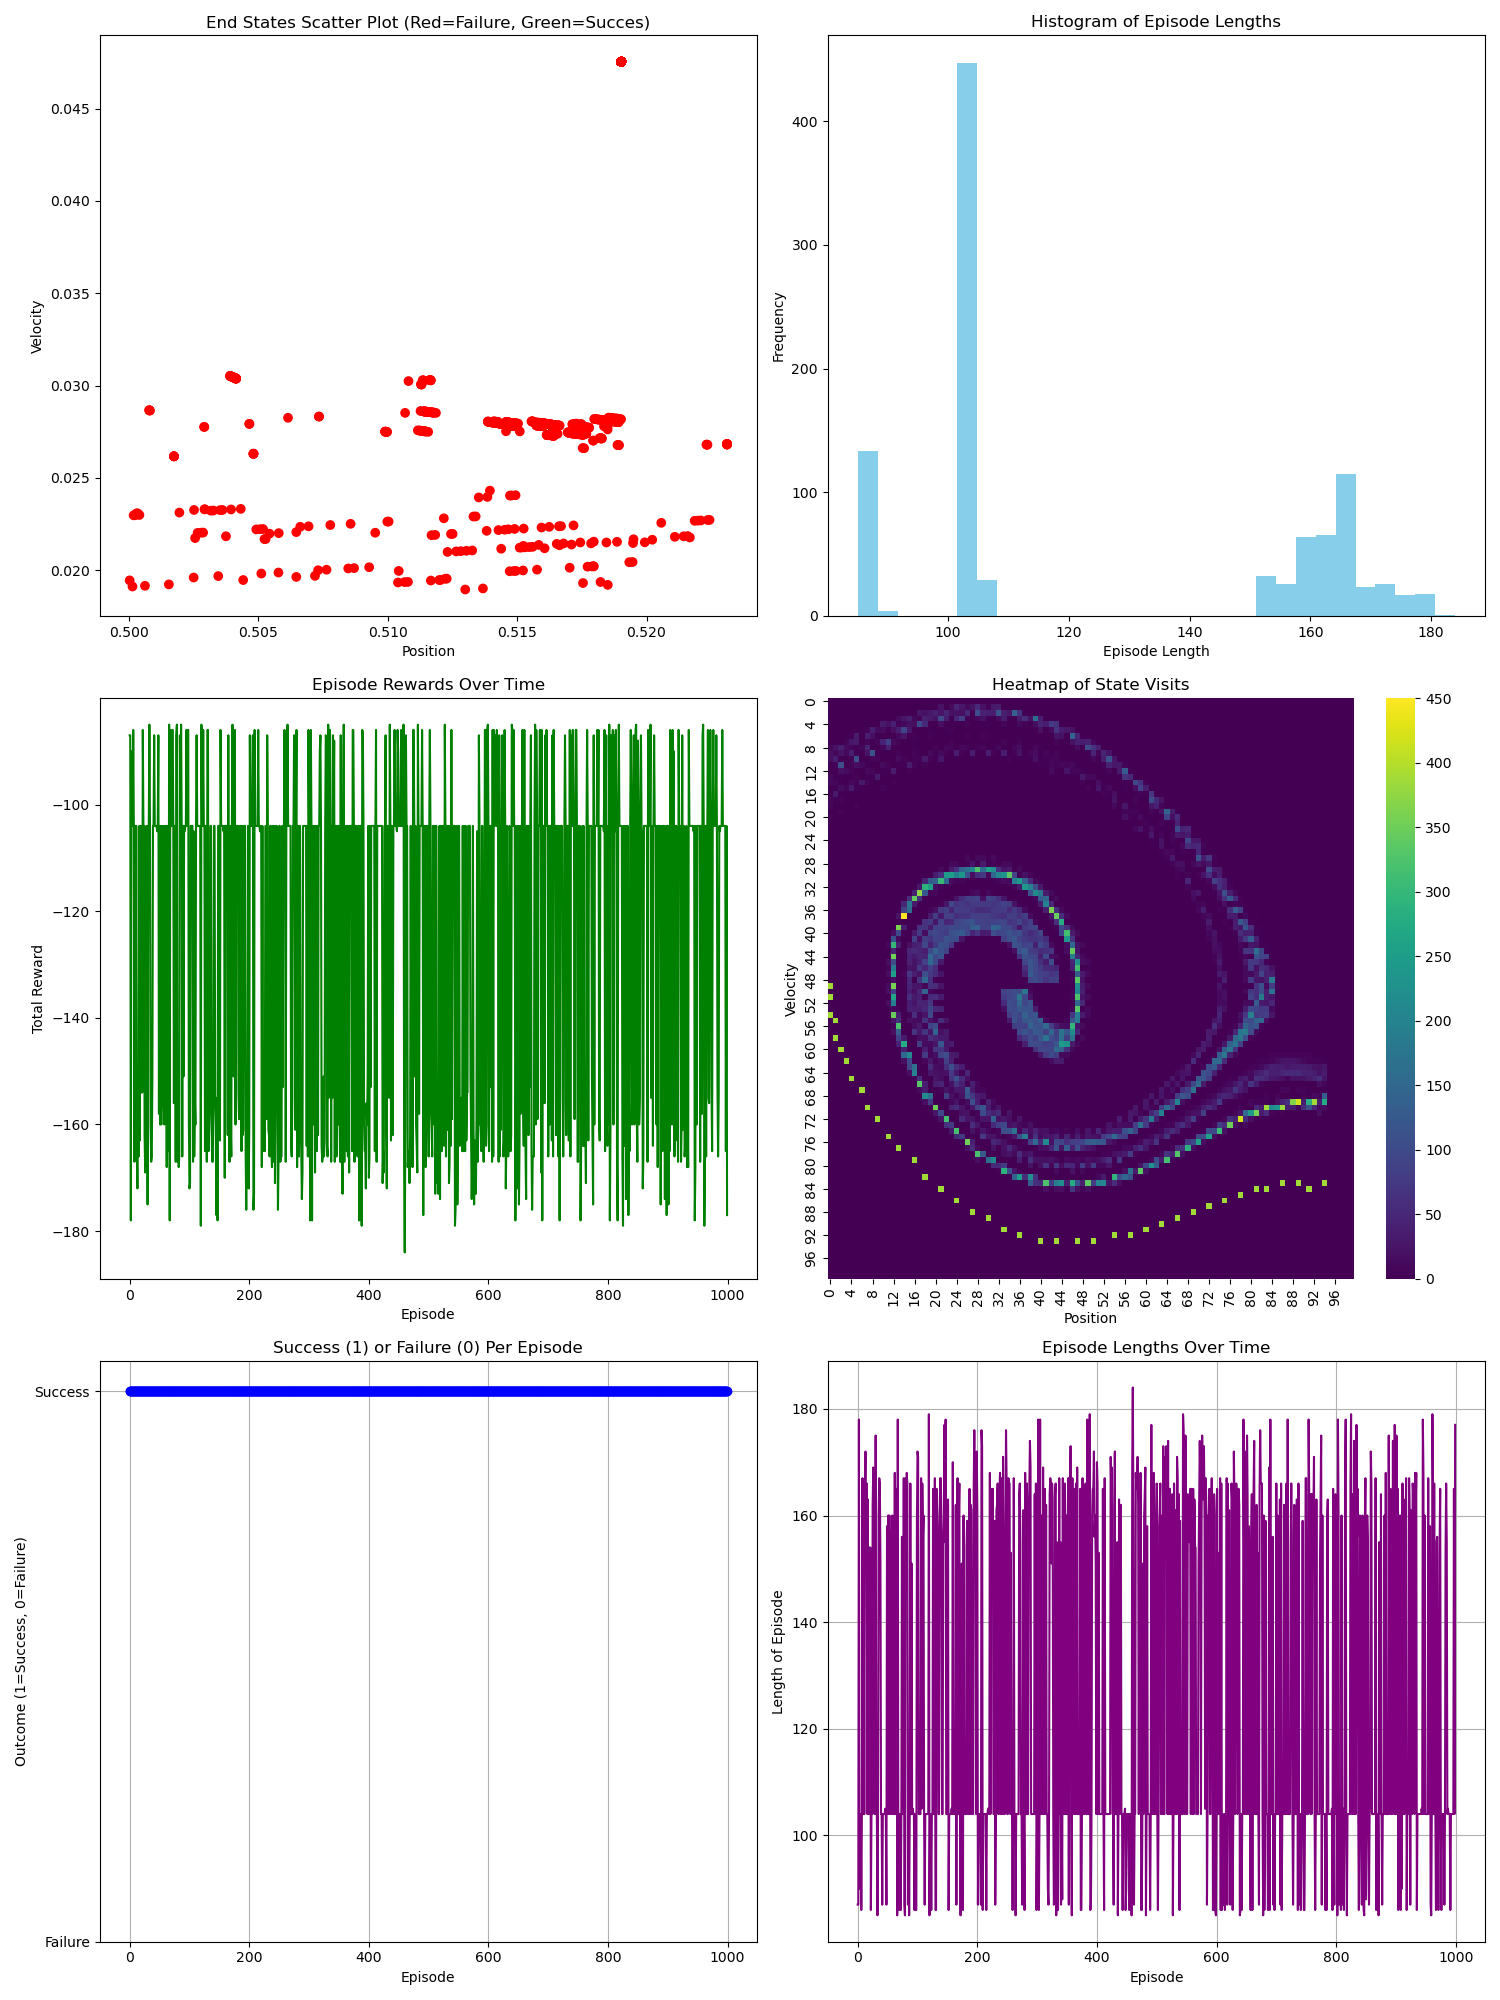 End States Scatter Plot (Red=Failure, Green=Succes)
0.045
0.040
0.035
0.030
0.025
0.020
Velocity
0.500 0.505 0.510 0.515 0.520
Position
Histogram of Episode Lengths
400
300
200
100
0
Frequency
100 120 140 160 180
Episode Length
Episode Rewards Over Time
−100
−120
−140
−160
−180
Total Reward
0 200 400 600 800 1000
Episode
Heatmap of State Visits
0
4
8
12
16
20
24
28
32
36
40
44
48
52
56
60
64
68
72
76
80
84
88
92
96
Velocity
0 4 8 12 16 20 24 28 32 36 40 44 48 52 56 60 64 68 72 76 80 84 88 92 96
Position
450
400
350
300
250
200
150
100
50
0
Success (1) or Failure (0) Per Episode
Success
Failure
Outcome (1=Success, 0=Failure)
0 200 400 600 800 1000
Episode
Episode Lengths Over Time
180
160
140
120
100
Length of Episode
0 200 400 600 800 1000
Episode